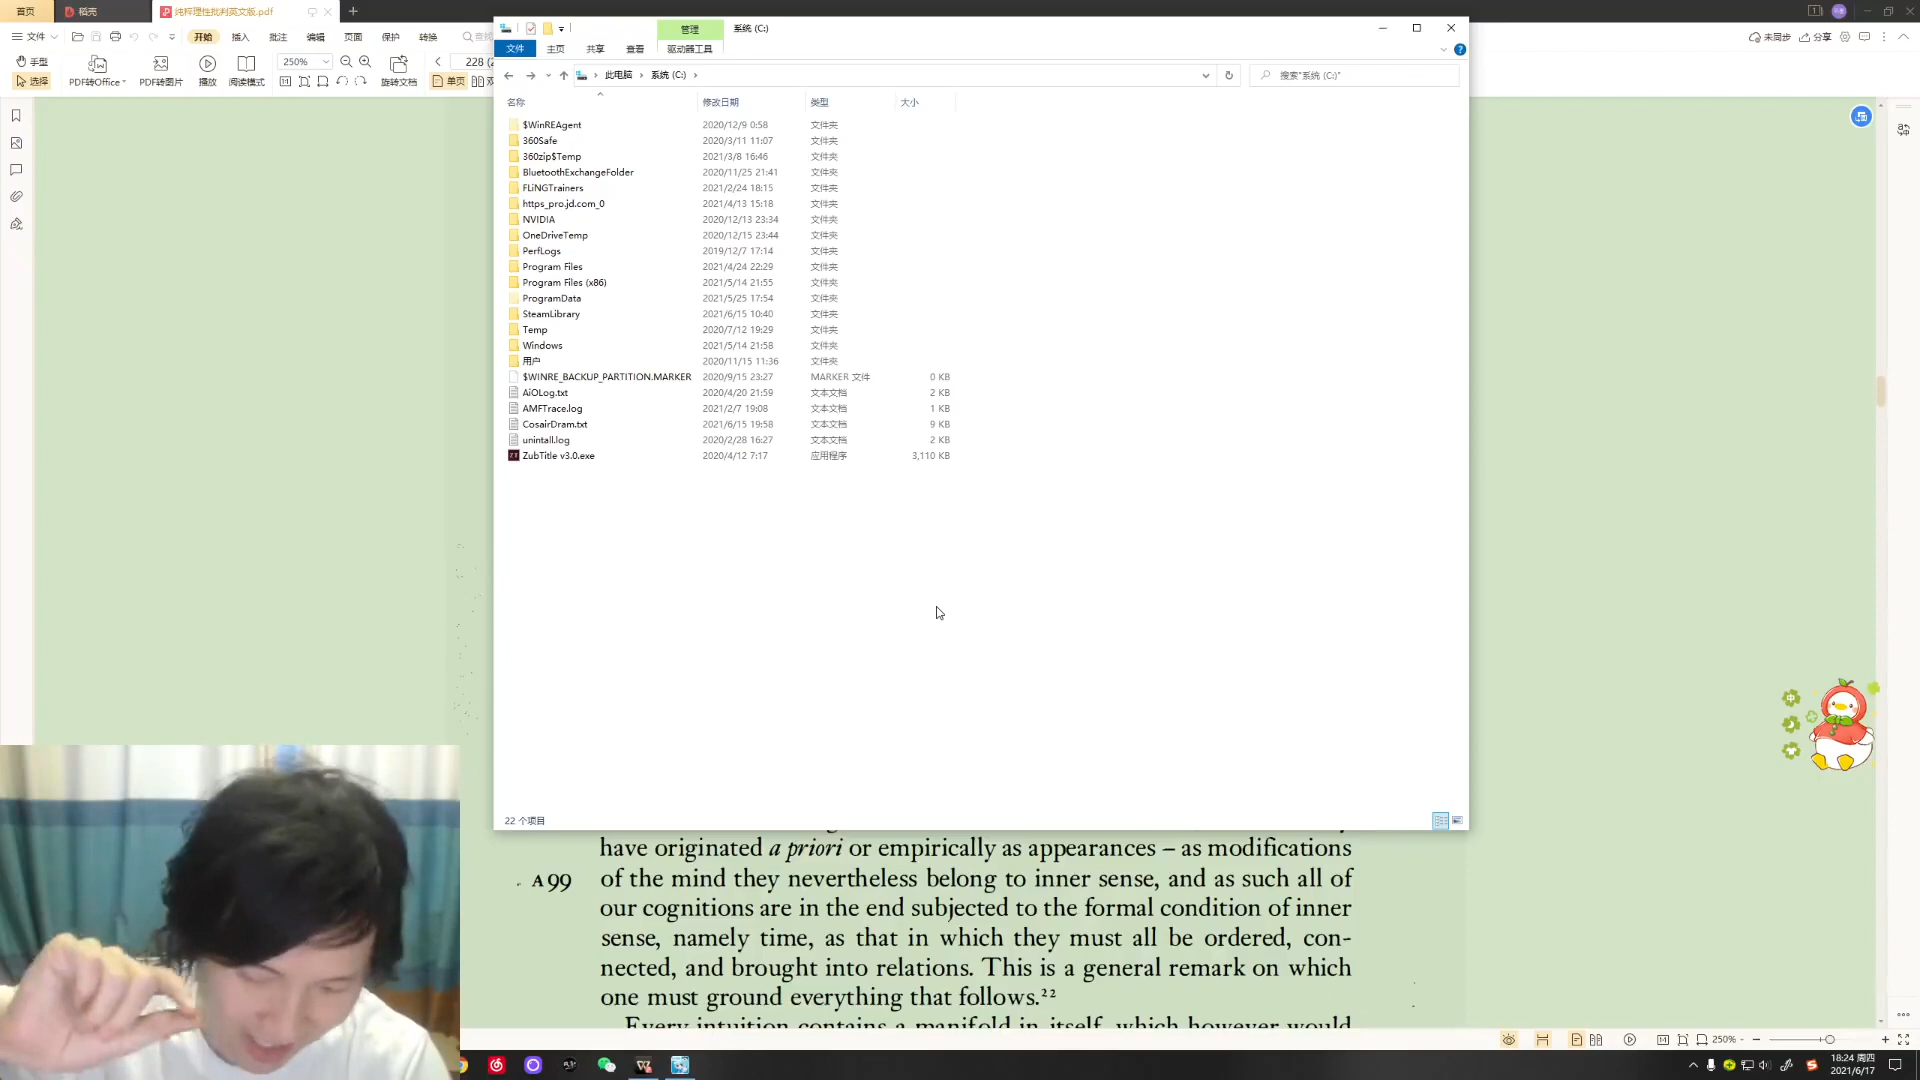 首页
稻壳
纯粹理性批判英文版.pdf
文件
开始
插入
批注
编辑
页面
保护
转换
查找
未同步
分享
手型
选择
PDF转Office
PDF转图片
播放
阅读模式
250%
旋转文档
228 (2
单页
双
管理
系统 (C:)
文件
主页
共享
查看
驱动器工具
此电脑 › 系统 (C:) ›
搜索"系统 (C:)"
名称 修改日期 类型 大小
$WinREAgent 2020/12/9 0:58 文件夹
360Safe 2020/3/11 11:07 文件夹
360zip$Temp 2021/3/8 16:46 文件夹
BluetoothExchangeFolder 2020/11/25 21:41 文件夹
FLiNGTrainers 2021/2/24 18:15 文件夹
https_pro.jd.com_0 2021/4/13 15:18 文件夹
NVIDIA 2020/12/13 23:34 文件夹
OneDriveTemp 2020/12/15 23:44 文件夹
PerfLogs 2019/12/7 17:14 文件夹
Program Files 2021/4/24 22:29 文件夹
Program Files (x86) 2021/5/14 21:55 文件夹
ProgramData 2021/5/25 17:54 文件夹
SteamLibrary 2021/6/15 10:40 文件夹
Temp 2020/7/12 19:29 文件夹
Windows 2021/5/14 21:58 文件夹
用户 2020/11/15 11:36 文件夹
$WINRE_BACKUP_PARTITION.MARKER 2020/9/15 23:27 MARKER 文件 0 KB
AiOLog.txt 2020/4/20 21:59 文本文档 2 KB
AMFTrace.log 2021/2/7 19:08 文本文档 1 KB
CosairDram.txt 2021/6/15 19:58 文本文档 9 KB
unintall.log 2020/2/28 16:27 文本文档 2 KB
ZubTitle v3.0.exe 2020/4/12 7:17 应用程序 3,110 KB
22 个项目
have originated a priori or empirically as appearances – as modifications
A 99 of the mind they nevertheless belong to inner sense, and as such all of
our cognitions are in the end subjected to the formal condition of inner
sense, namely time, as that in which they must all be ordered, con-
nected, and brought into relations. This is a general remark on which
one must ground everything that follows.²²
Every intuition contains a manifold in itself, which however would
250%
18:24 周四
2021/6/17